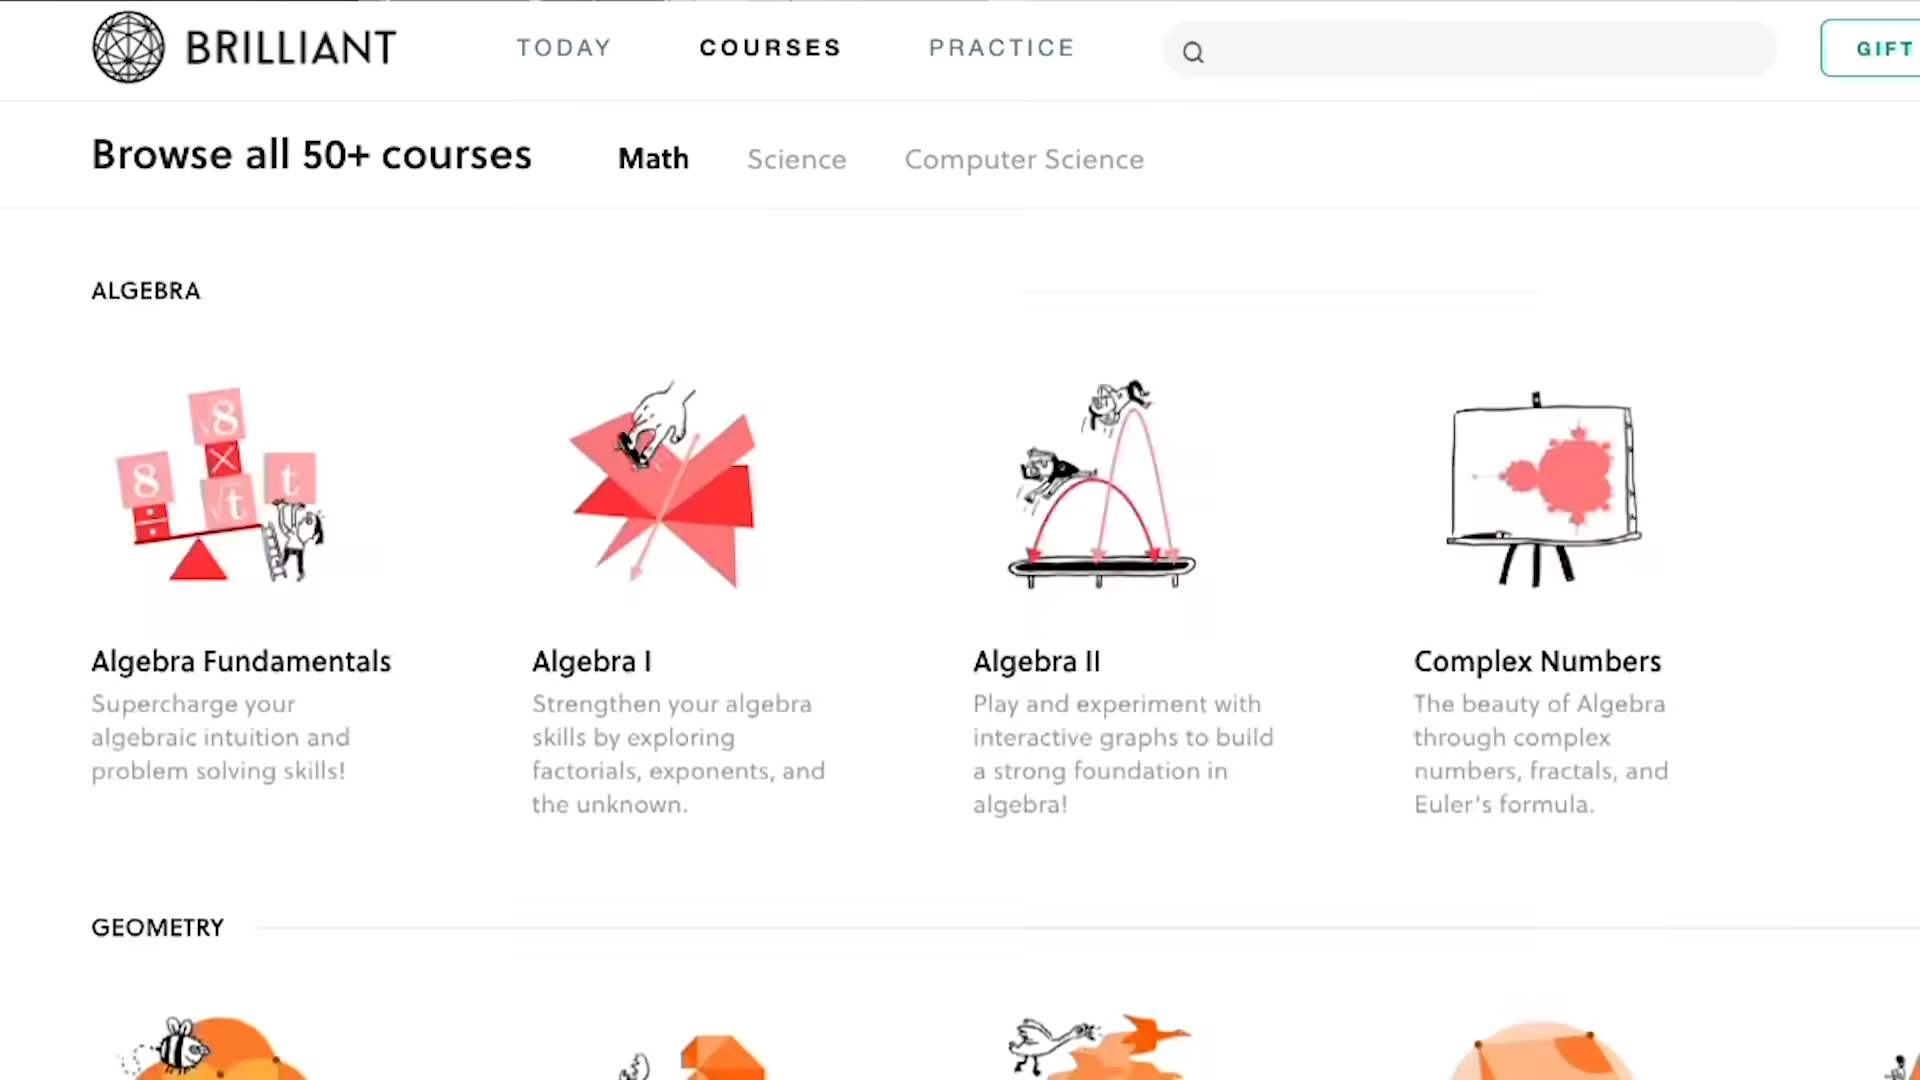 BRILLIANT
TODAY
COURSES
PRACTICE
GIFT
Browse all 50+ courses
Math
Science
Computer Science
ALGEBRA
√8
8
×
÷
√t
t
Algebra Fundamentals
Supercharge your
algebraic intuition and
problem solving skills!
Algebra I
Strengthen your algebra
skills by exploring
factorials, exponents, and
the unknown.
Algebra II
Play and experiment with
interactive graphs to build
a strong foundation in
algebra!
Complex Numbers
The beauty of Algebra
through complex
numbers, fractals, and
Euler's formula.
GEOMETRY